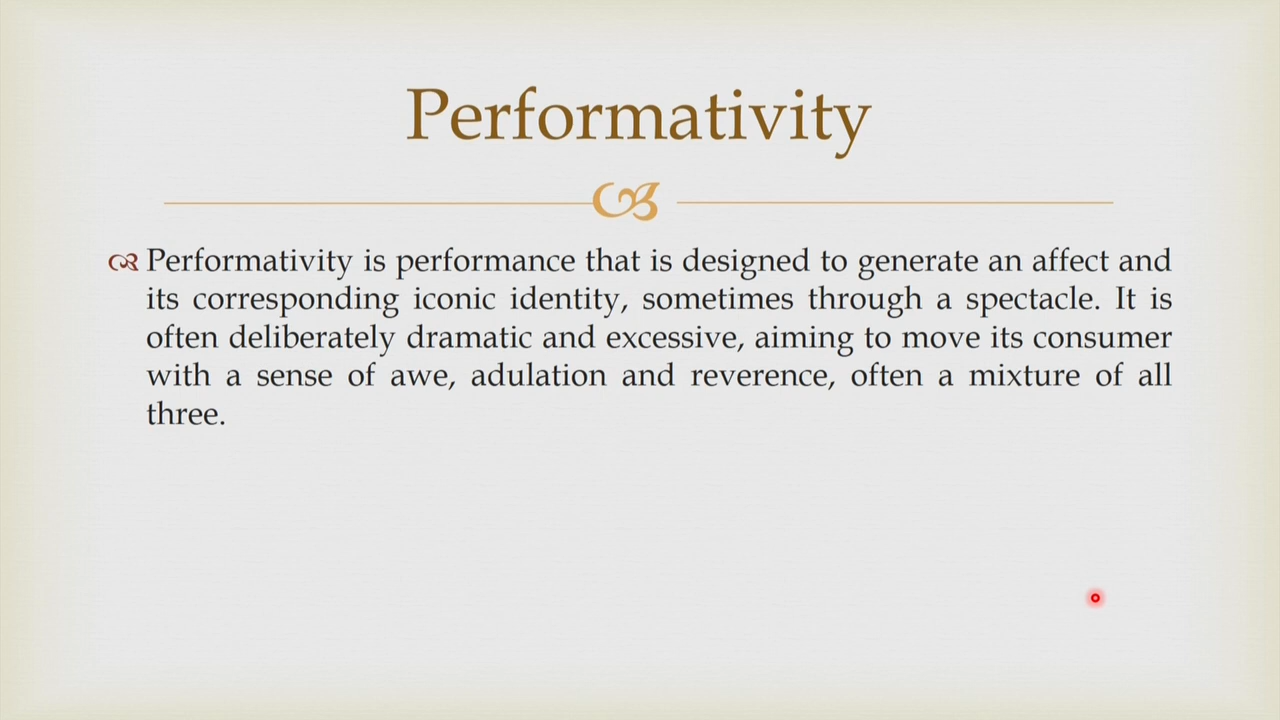 Performativity
Performativity is performance that is designed to generate an affect and
its corresponding iconic identity, sometimes through a spectacle. It is
often deliberately dramatic and excessive, aiming to move its consumer
with a sense of awe, adulation and reverence, often a mixture of all
three.